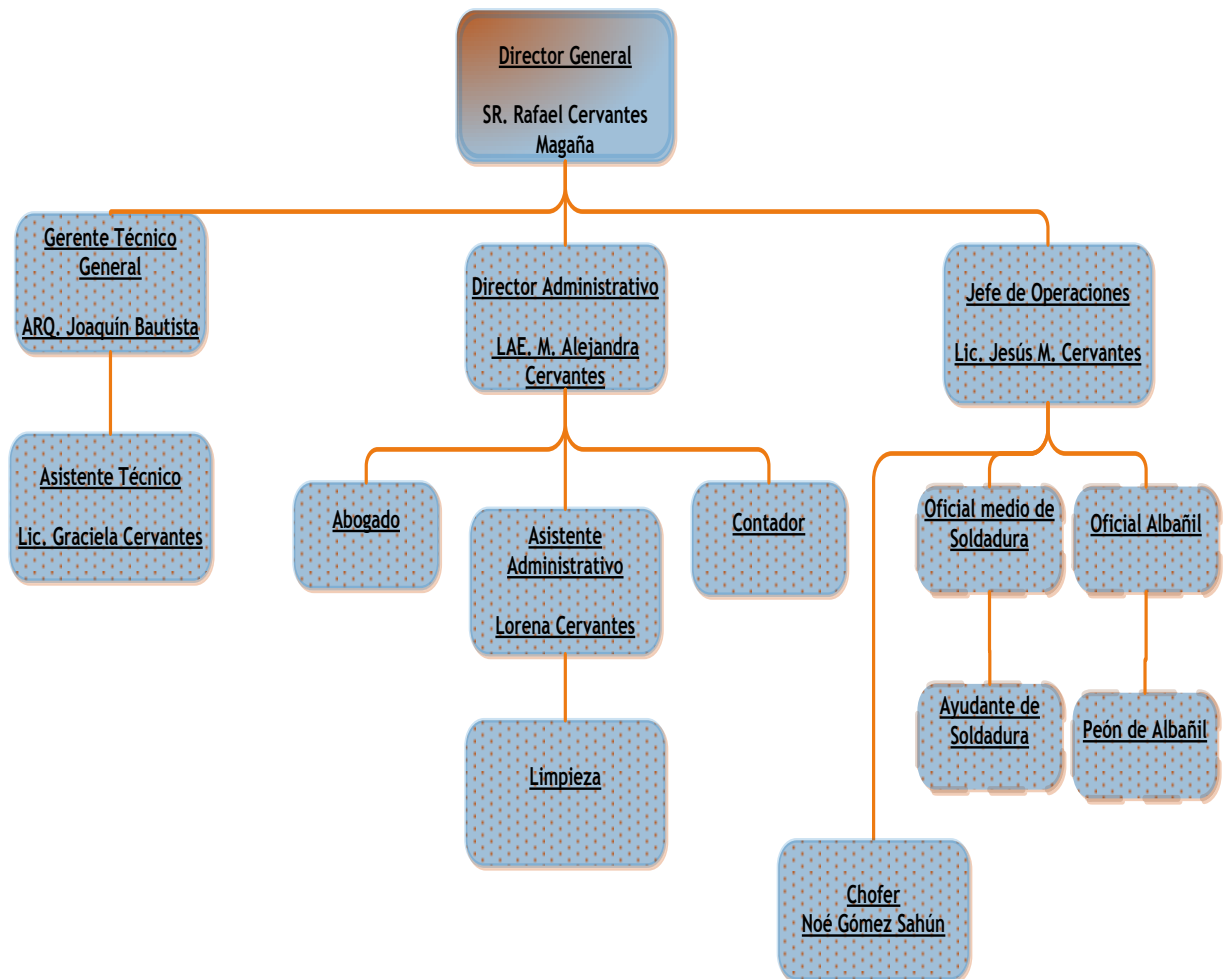 Director General
SR. Rafael Cervantes
Magaña
Gerente Técnico
General
ARQ. Joaquín Bautista
Director Administrativo
LAE. M. Alejandra
Cervantes
Jefe de Operaciones
Lic. Jesús M. Cervantes
Asistente Técnico
Lic. Graciela Cervantes
Abogado
Asistente
Administrativo
Lorena Cervantes
Contador
Oficial medio de
Soldadura
Oficial Albañil
Limpieza
Ayudante de
Soldadura
Peón de Albañil
Chofer
Noé Gómez Sahún